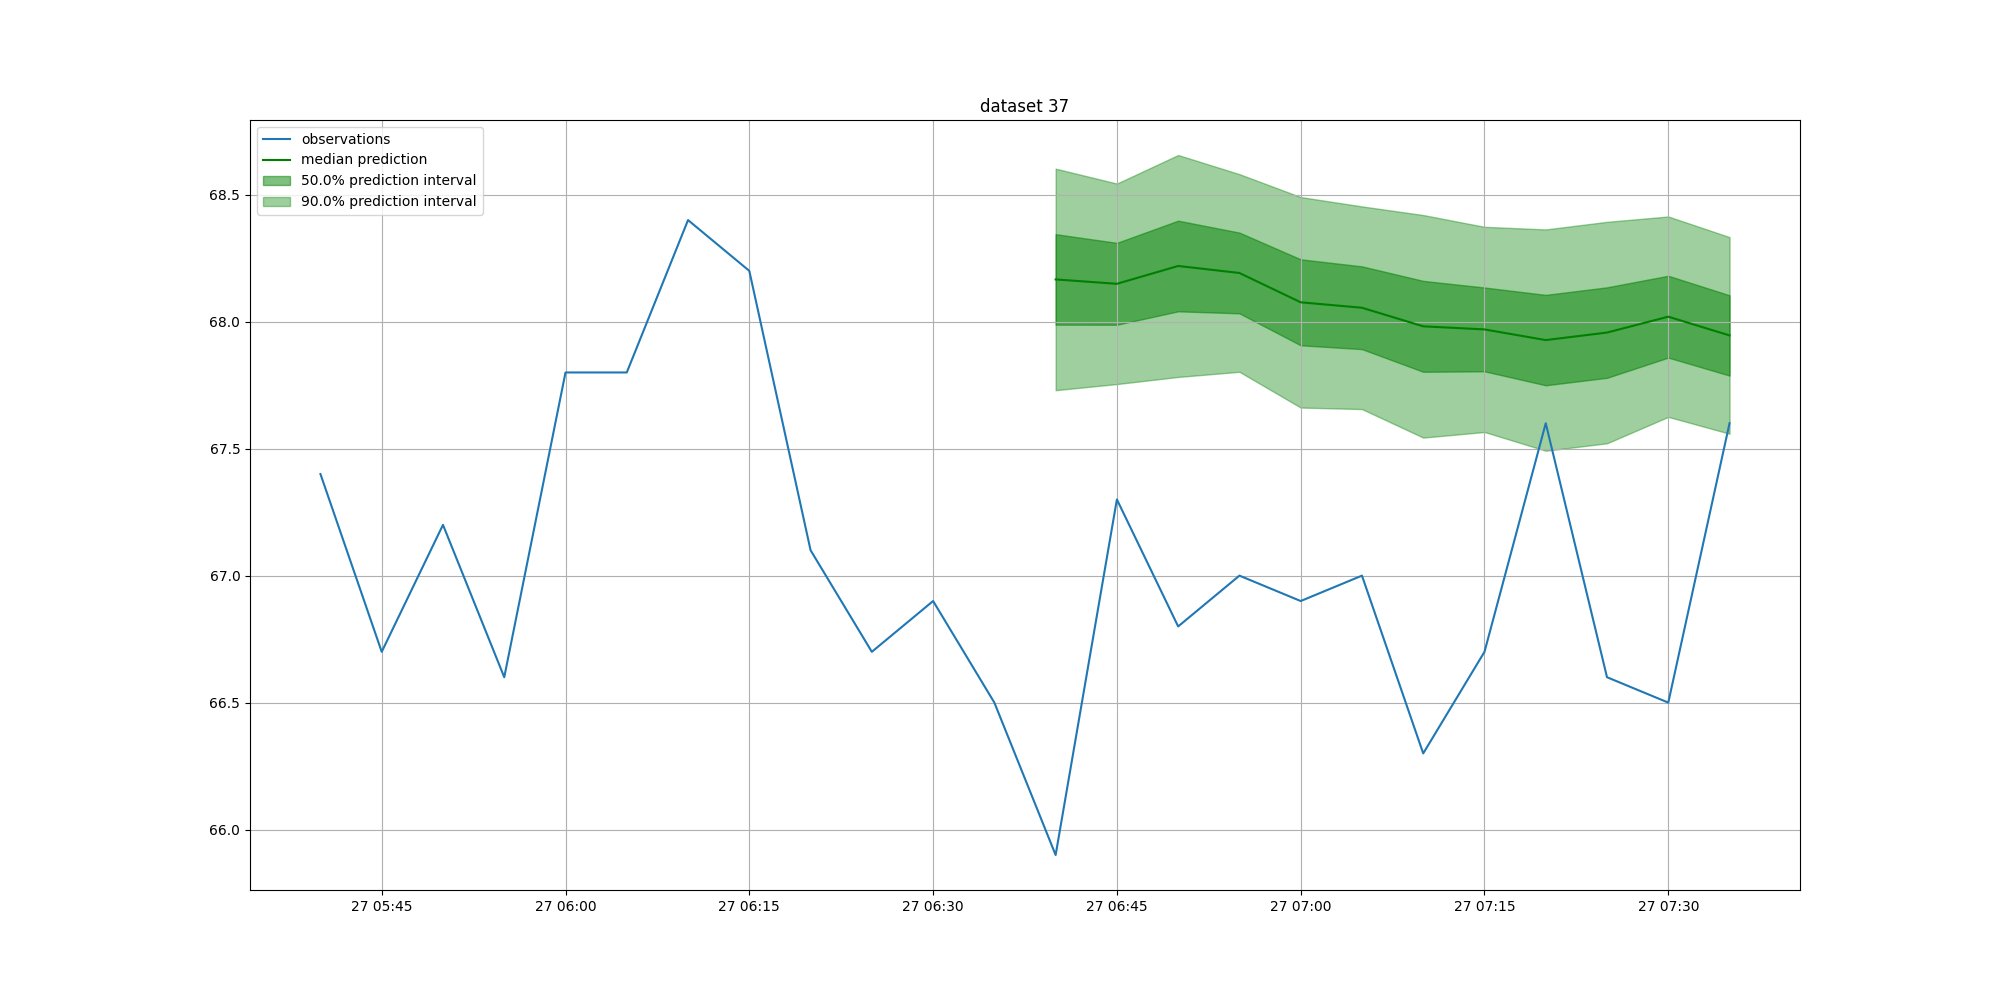 dataset 37
observations
median prediction
50.0% prediction interval
90.0% prediction interval
68.5
68.0
67.5
67.0
66.5
66.0
27 05:45
27 06:00
27 06:15
27 06:30
27 06:45
27 07:00
27 07:15
27 07:30